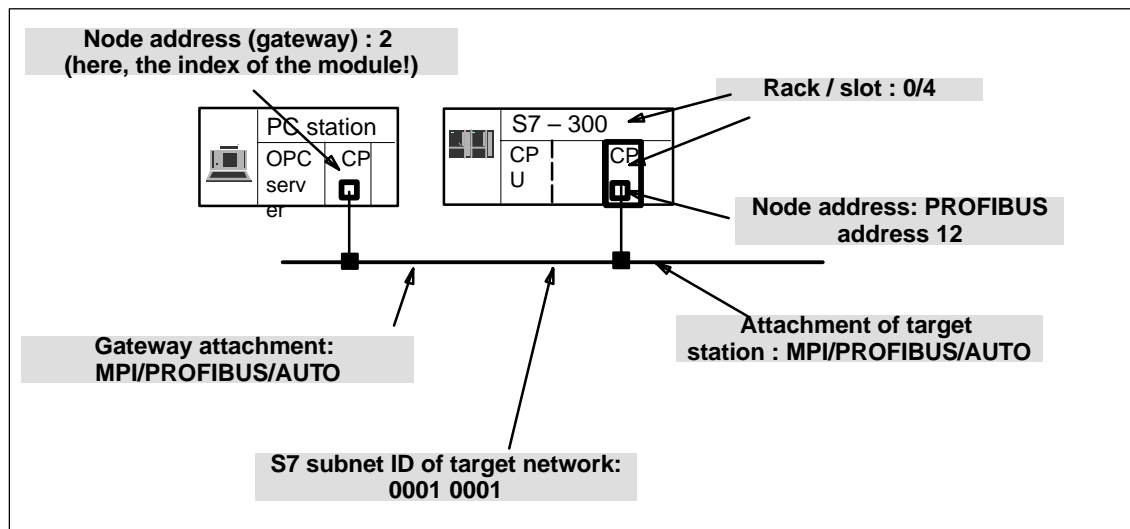 Node address (gateway) : 2
(here, the index of the module!)
Rack / slot : 0/4
PC station
OPC
serv
er
CP
S7 – 300
CP
U
CP
Node address: PROFIBUS
address 12
Gateway attachment:
MPI/PROFIBUS/AUTO
Attachment of target
station : MPI/PROFIBUS/AUTO
S7 subnet ID of target network:
0001 0001